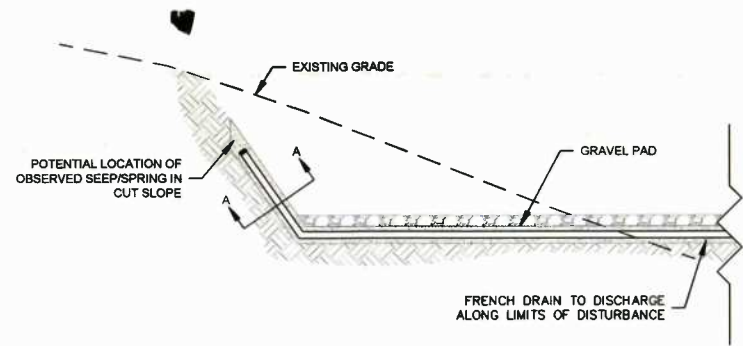 EXISTING GRADE
GRAVEL PAD
POTENTIAL LOCATION OF
OBSERVED SEEP/SPRING IN
CUT SLOPE
A
A
FRENCH DRAIN TO DISCHARGE
ALONG LIMITS OF DISTURBANCE